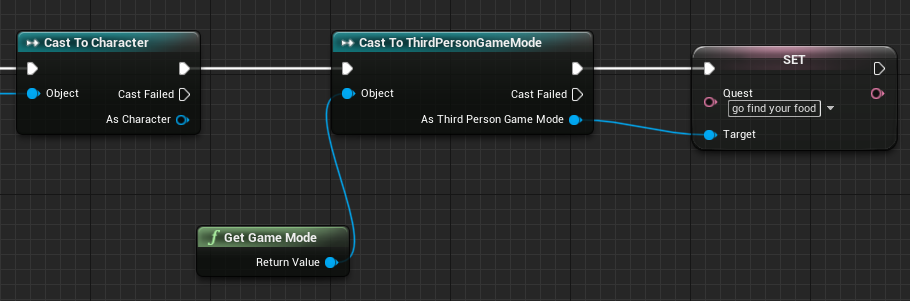 Cast To Character
Object
Cast Failed
As Character
Cast To ThirdPersonGameMode
Object
Cast Failed
As Third Person Game Mode
SET
Quest
go find your food
Target
f Get Game Mode
Return Value